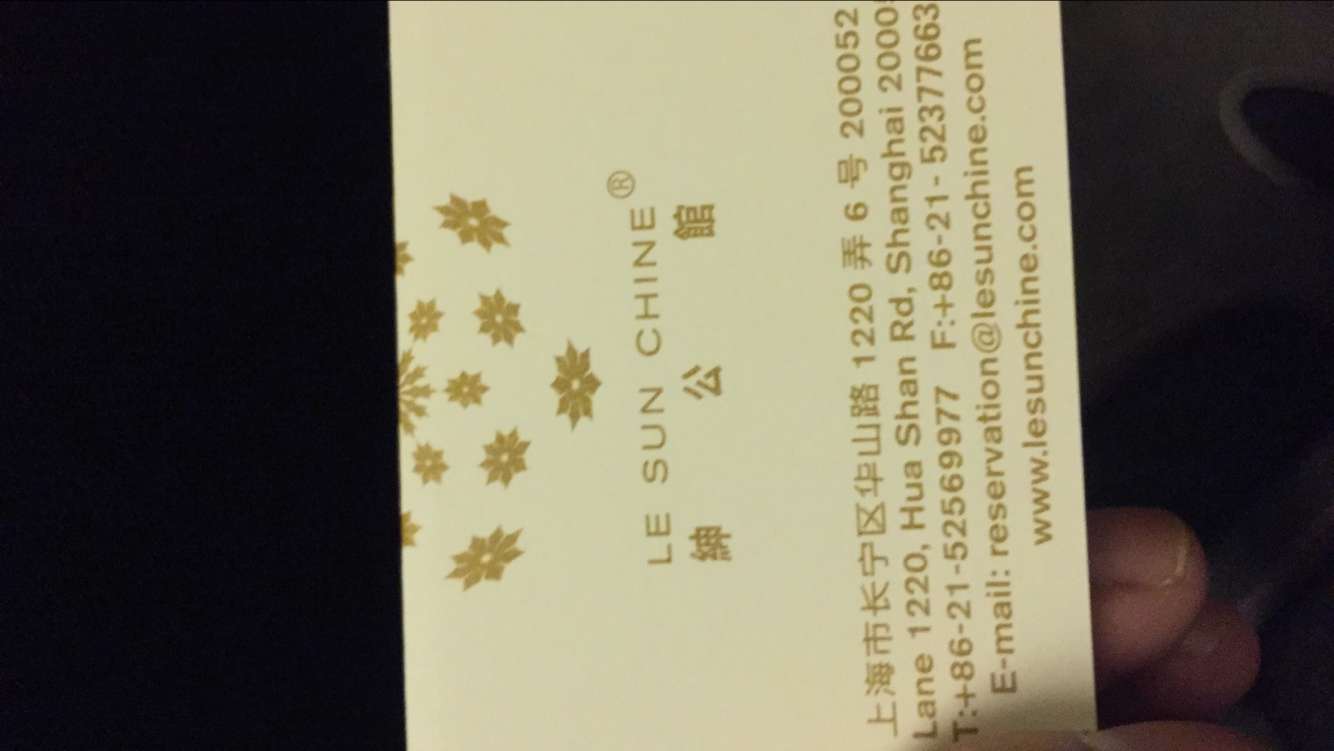 LE SUN CHINE®
紳公館
上海市长宁区华山路 1220 弄 6 号 200052
Lane 1220, Hua Shan Rd, Shanghai 2000
T:+86-21-52569977 F:+86-21- 52377663
E-mail: reservation@lesunchine.com
www.lesunchine.com